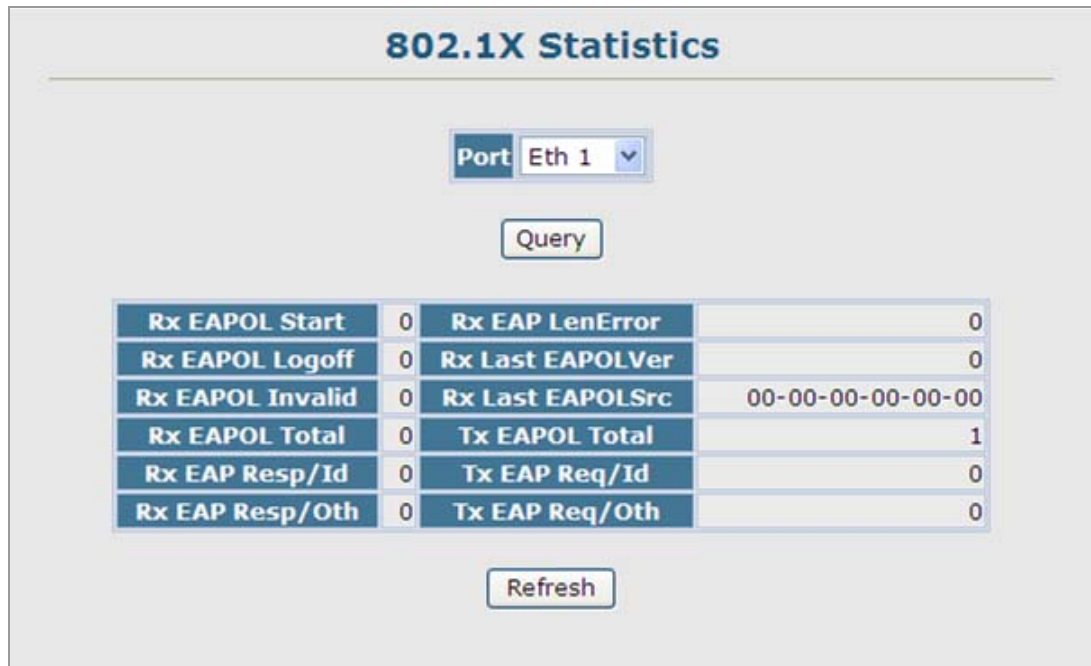 802.1X Statistics
Port Eth 1
Query
Rx EAPOL Start 0 Rx EAP LenError 0
Rx EAPOL Logoff 0 Rx Last EAPOLVer 0
Rx EAPOL Invalid 0 Rx Last EAPOLSrc 00-00-00-00-00-00
Rx EAPOL Total 0 Tx EAPOL Total 1
Rx EAP Resp/Id 0 Tx EAP Req/Id 0
Rx EAP Resp/Oth 0 Tx EAP Req/Oth 0
Refresh